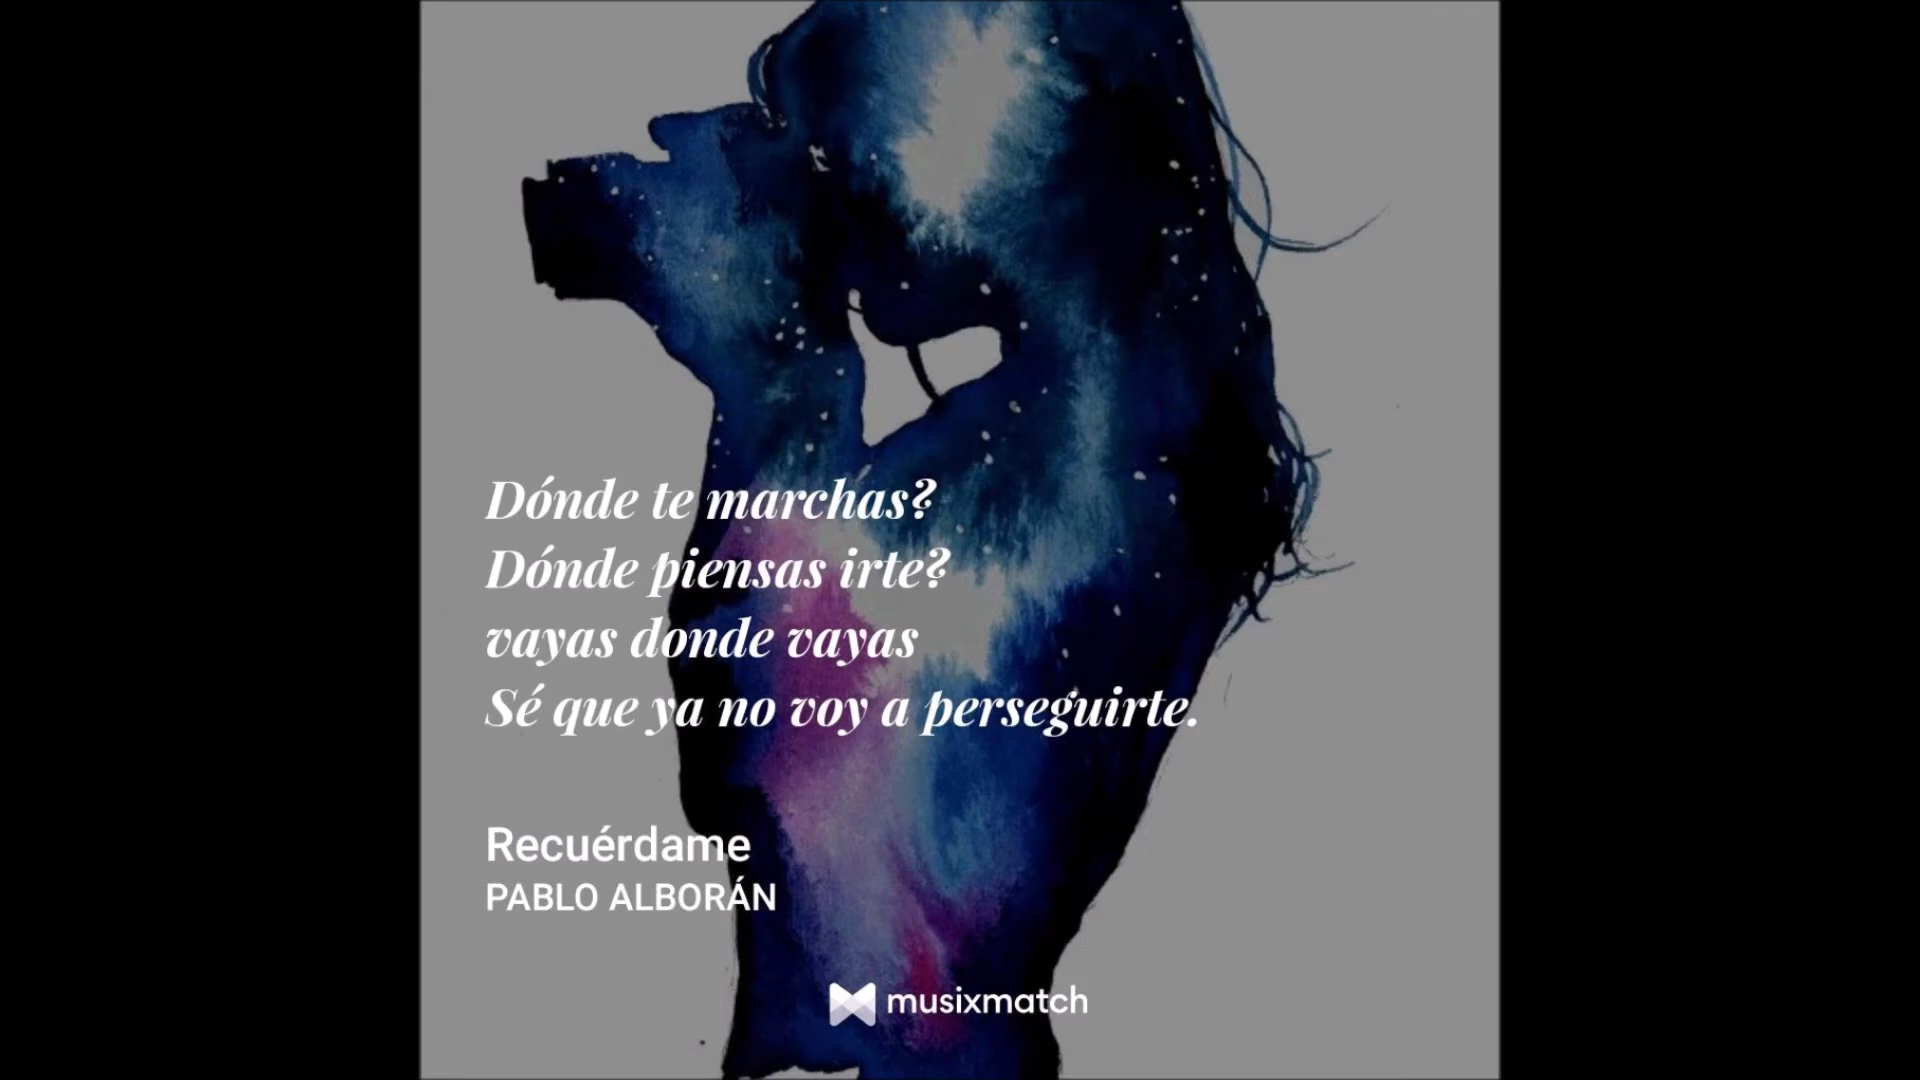 Dónde te marchas?
Dónde piensas irte?
vayas donde vayas
Sé que ya no voy a perseguirte.
Recuérdame
PABLO ALBORÁN
musixmatch